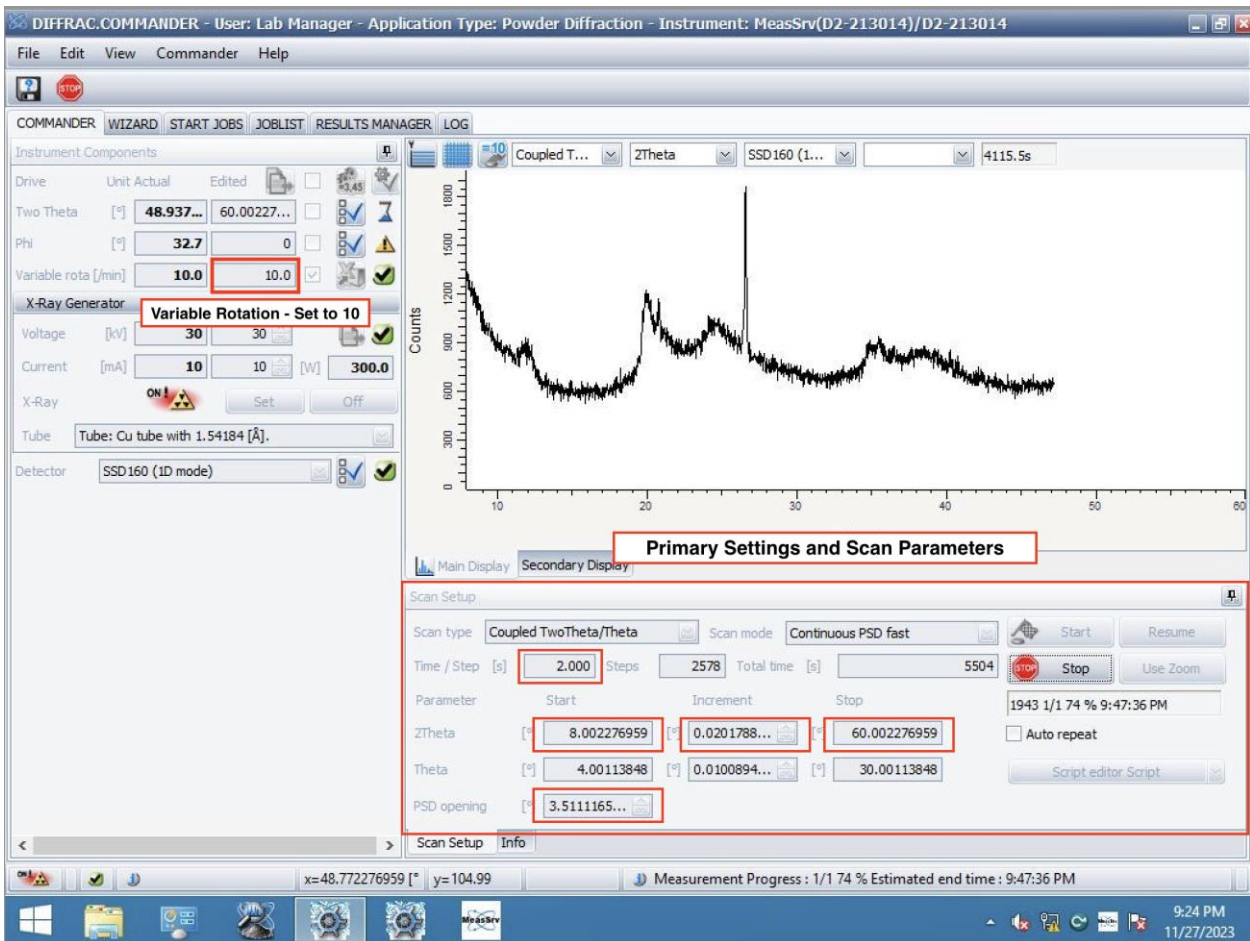 DIFFRAC.COMMANDER - User: Lab Manager - Application Type: Powder Diffraction - Instrument: MeasSrv(D2-213014)/D2-213014
File Edit View Commander Help
STOP
COMMANDER WIZARD START JOBS JOBLIST RESULTS MANAGER LOG
Instrument Components
Y =10 Coupled T... 2Theta SSD160 (1... 4115.5s
Drive Unit Actual Edited =3,45
Two Theta [°] 48.937... 60.00227...
Phi [°] 32.7 0
Variable rota [/min] 10.0 10.0
X-Ray Generator
Variable Rotation - Set to 10
Voltage [kV] 30 30
Current [mA] 10 10 [W] 300.0
X-Ray ON ! Set Off
Tube Tube: Cu tube with 1.54184 [Å].
Detector SSD160 (1D mode)
Counts
1800
1500
1200
900
600
300
0
10 20 30 40 50 60
Primary Settings and Scan Parameters
Main Display Secondary Display
Scan Setup
Scan type Coupled TwoTheta/Theta Scan mode Continuous PSD fast Start Resume
Time / Step [s] 2.000 Steps 2578 Total time [s] 5504 STOP Stop Use Zoom
Parameter Start Increment Stop 1943 1/1 74 % 9:47:36 PM
2Theta [° 8.002276959 [° 0.0201788... [° 60.002276959 Auto repeat
Theta [°] 4.00113848 [°] 0.0100894... [°] 30.00113848 Script editor Script
PSD opening [° 3.5111165...
Scan Setup Info
x=48.772276959 [° y=104.99 Measurement Progress : 1/1 74 % Estimated end time : 9:47:36 PM
MeasSrv
9:24 PM
11/27/2023